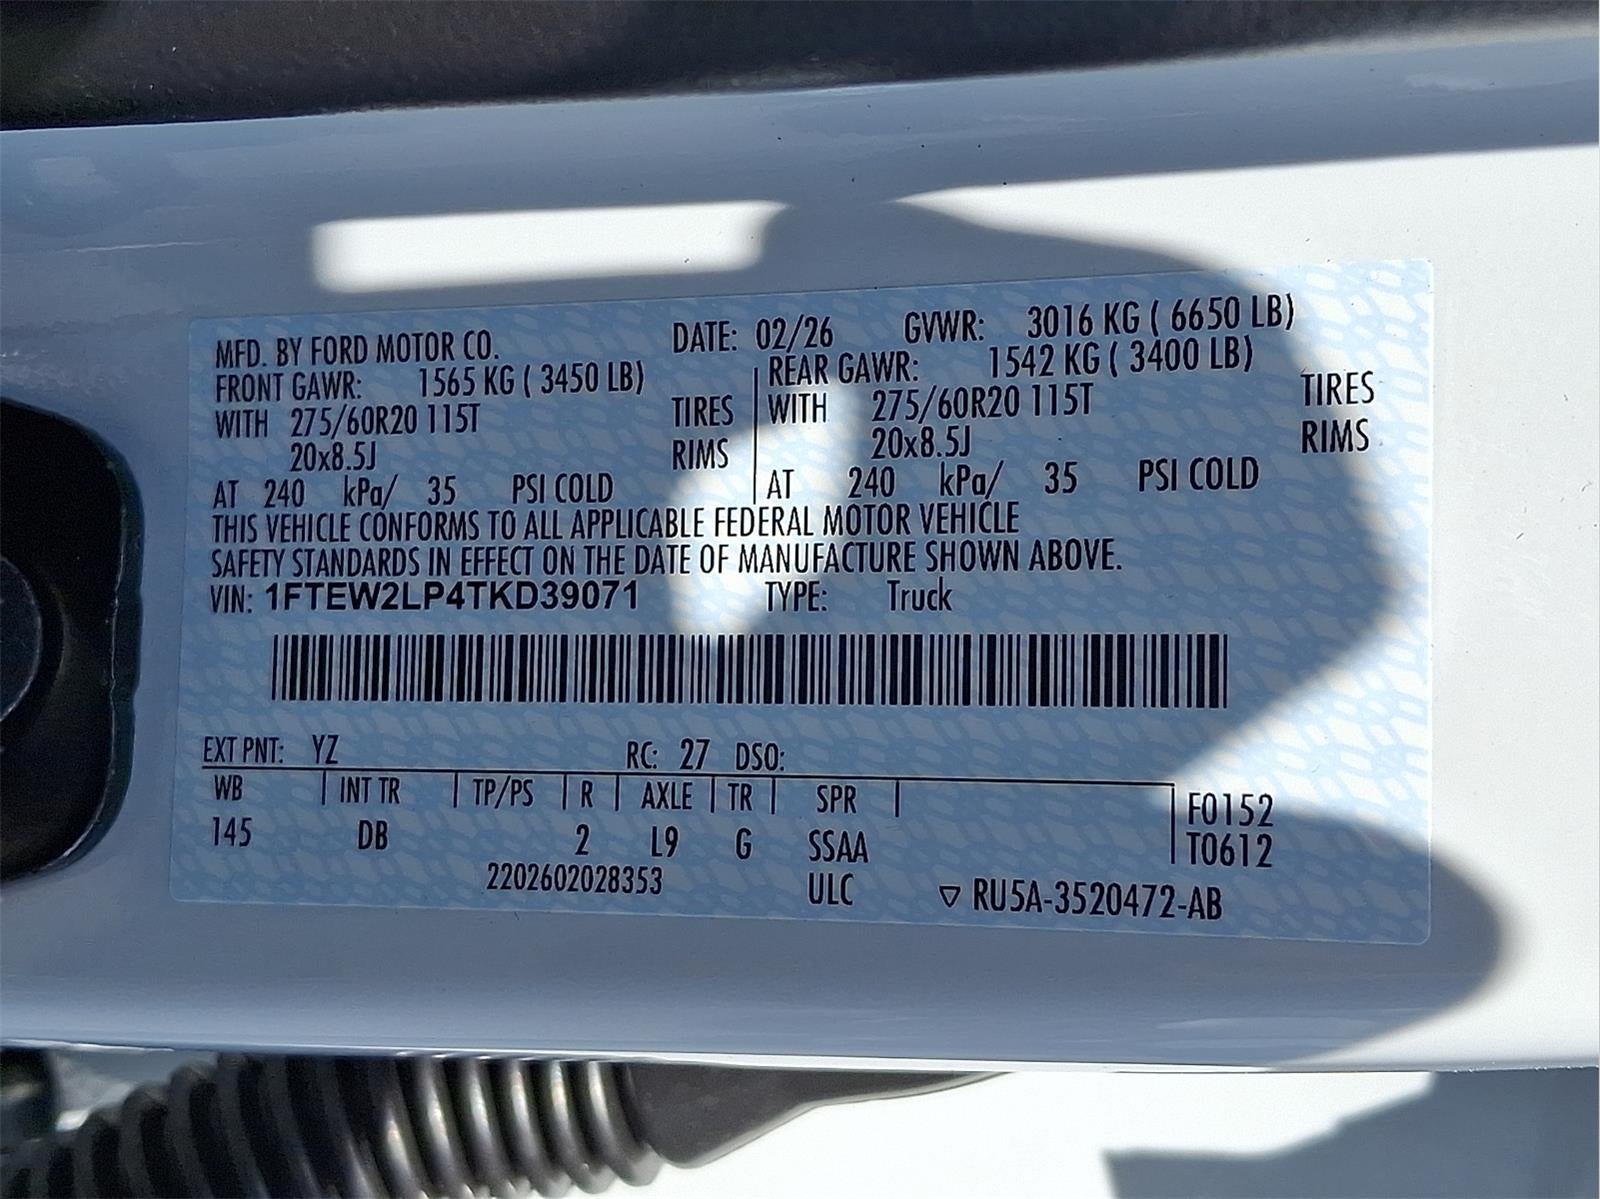 MFD. BY FORD MOTOR CO. DATE: 02/26 GVWR: 3016 KG ( 6650 LB)
FRONT GAWR: 1565 KG ( 3450 LB) REAR GAWR: 1542 KG ( 3400 LB)
WITH 275/60R20 115T TIRES WITH 275/60R20 115T TIRES
20x8.5J RIMS 20x8.5J RIMS
AT 240 kPa/ 35 PSI COLD AT 240 kPa/ 35 PSI COLD
THIS VEHICLE CONFORMS TO ALL APPLICABLE FEDERAL MOTOR VEHICLE
SAFETY STANDARDS IN EFFECT ON THE DATE OF MANUFACTURE SHOWN ABOVE.
VIN: 1FTEW2LP4TKD39071 TYPE: Truck
EXT PNT: YZ RC: 27 DSO:
WB INT TR TP/PS R AXLE TR SPR F0152
145 DB 2 L9 G SSAA T0612
2202602028353 ULC ▽ RU5A-3520472-AB